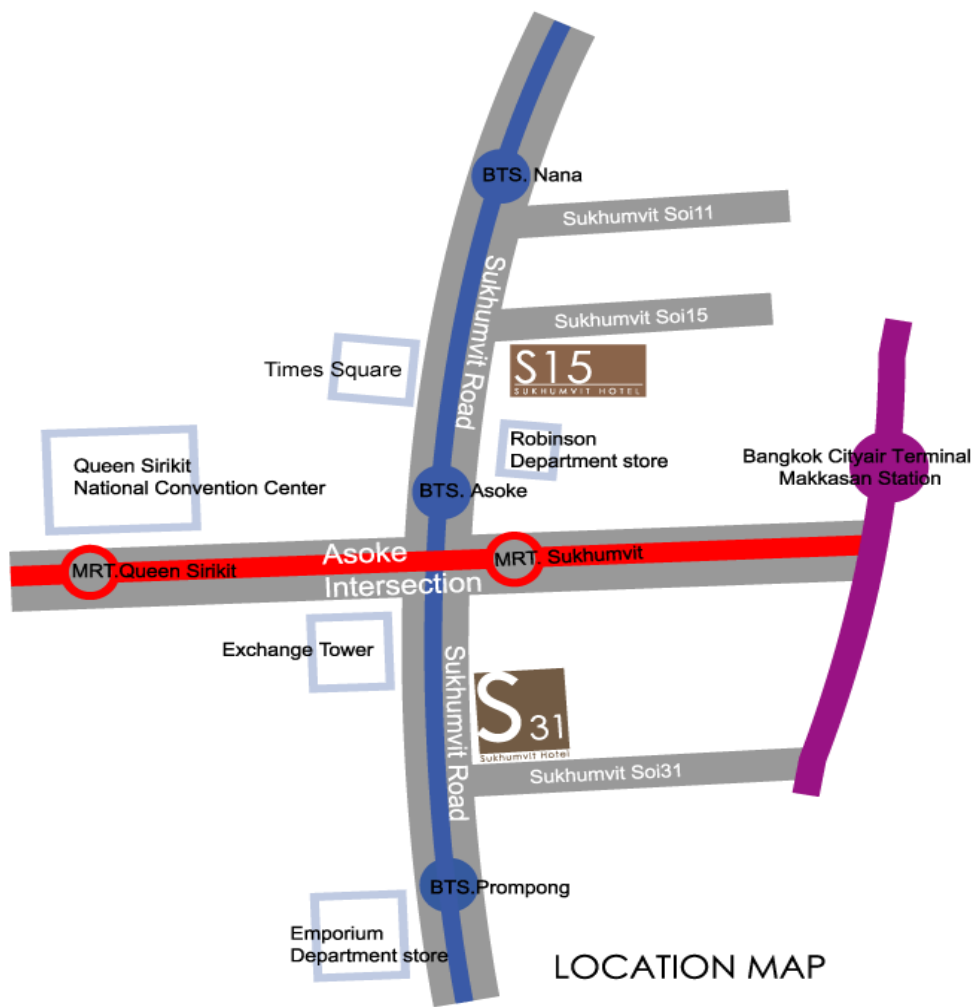 BTS. Nana
Sukhumvit Soi11
Sukhumvit Road
Sukhumvit Soi15
Times Square
S15
SUKHUMVIT HOTEL
Robinson
Department store
Queen Sirikit
National Convention Center
BTS. Asoke
Bangkok Cityair Terminal
Makkasan Station
MRT.Queen Sirikit
Asoke
Intersection
MRT. Sukhumvit
Exchange Tower
Sukhumvit Road
S 31
Sukhumvit Hotel
Sukhumvit Soi31
BTS.Prompong
Emporium
Department store
LOCATION MAP